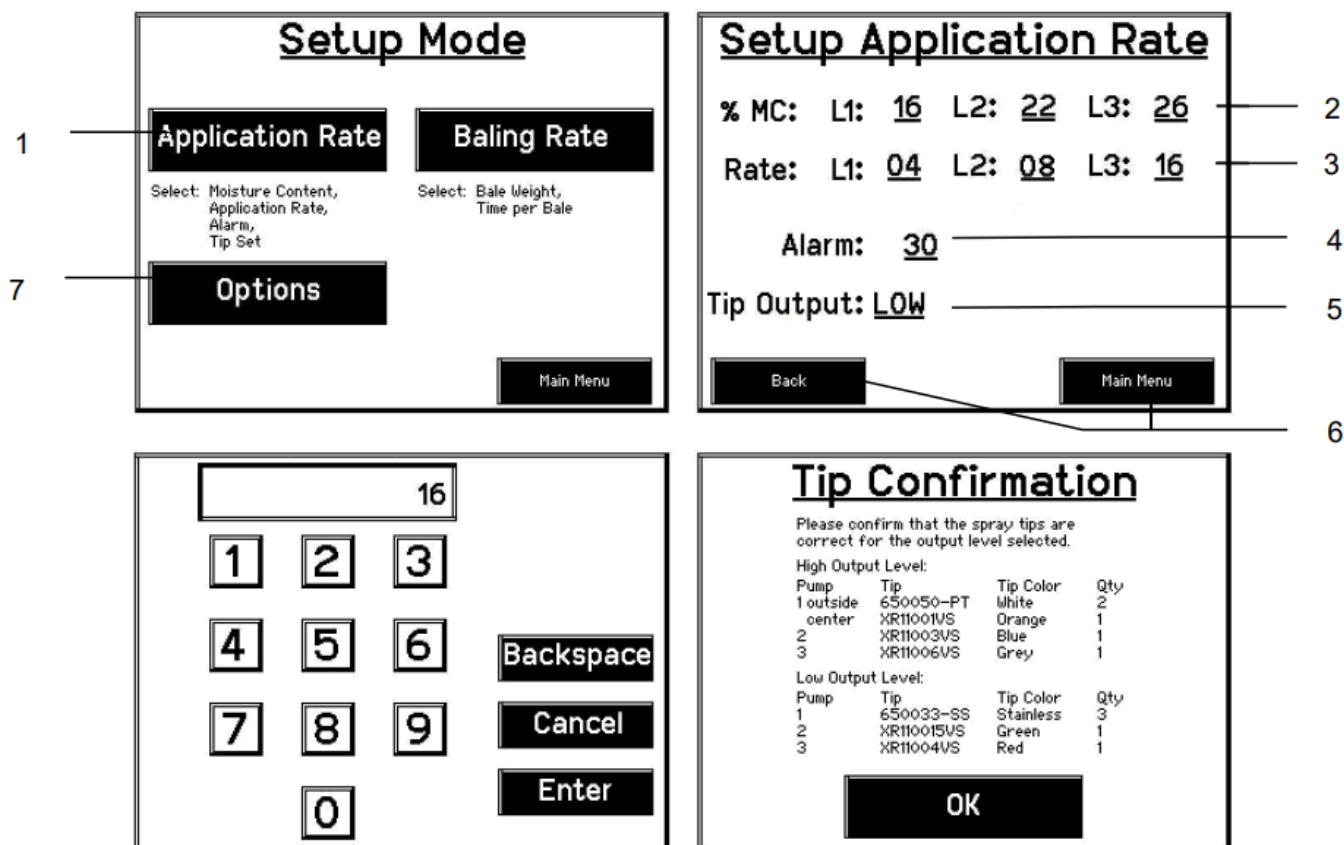 Setup Mode
Application Rate
Baling Rate
Select: Moisture Content,
Application Rate,
Alarm,
Tip Set
Select: Bale Weight,
Time per Bale
Options
Main Menu
1
7
Setup Application Rate
% MC: L1: 16 L2: 22 L3: 26
Rate: L1: 04 L2: 08 L3: 16
Alarm: 30
Tip Output: LOW
Back
Main Menu
2
3
4
5
6
16
1 2 3
4 5 6
7 8 9
0
Backspace
Cancel
Enter
Tip Confirmation
Please confirm that the spray tips are
correct for the output level selected.
High Output Level:
Pump Tip Tip Color Qty
1 outside 650050-PT White 2
center XR11001VS Orange 1
2 XR11003VS Blue 1
3 XR11006VS Grey 1
Low Output Level:
Pump Tip Tip Color Qty
1 650033-SS Stainless 3
2 XR110015VS Green 1
3 XR11004VS Red 1
OK